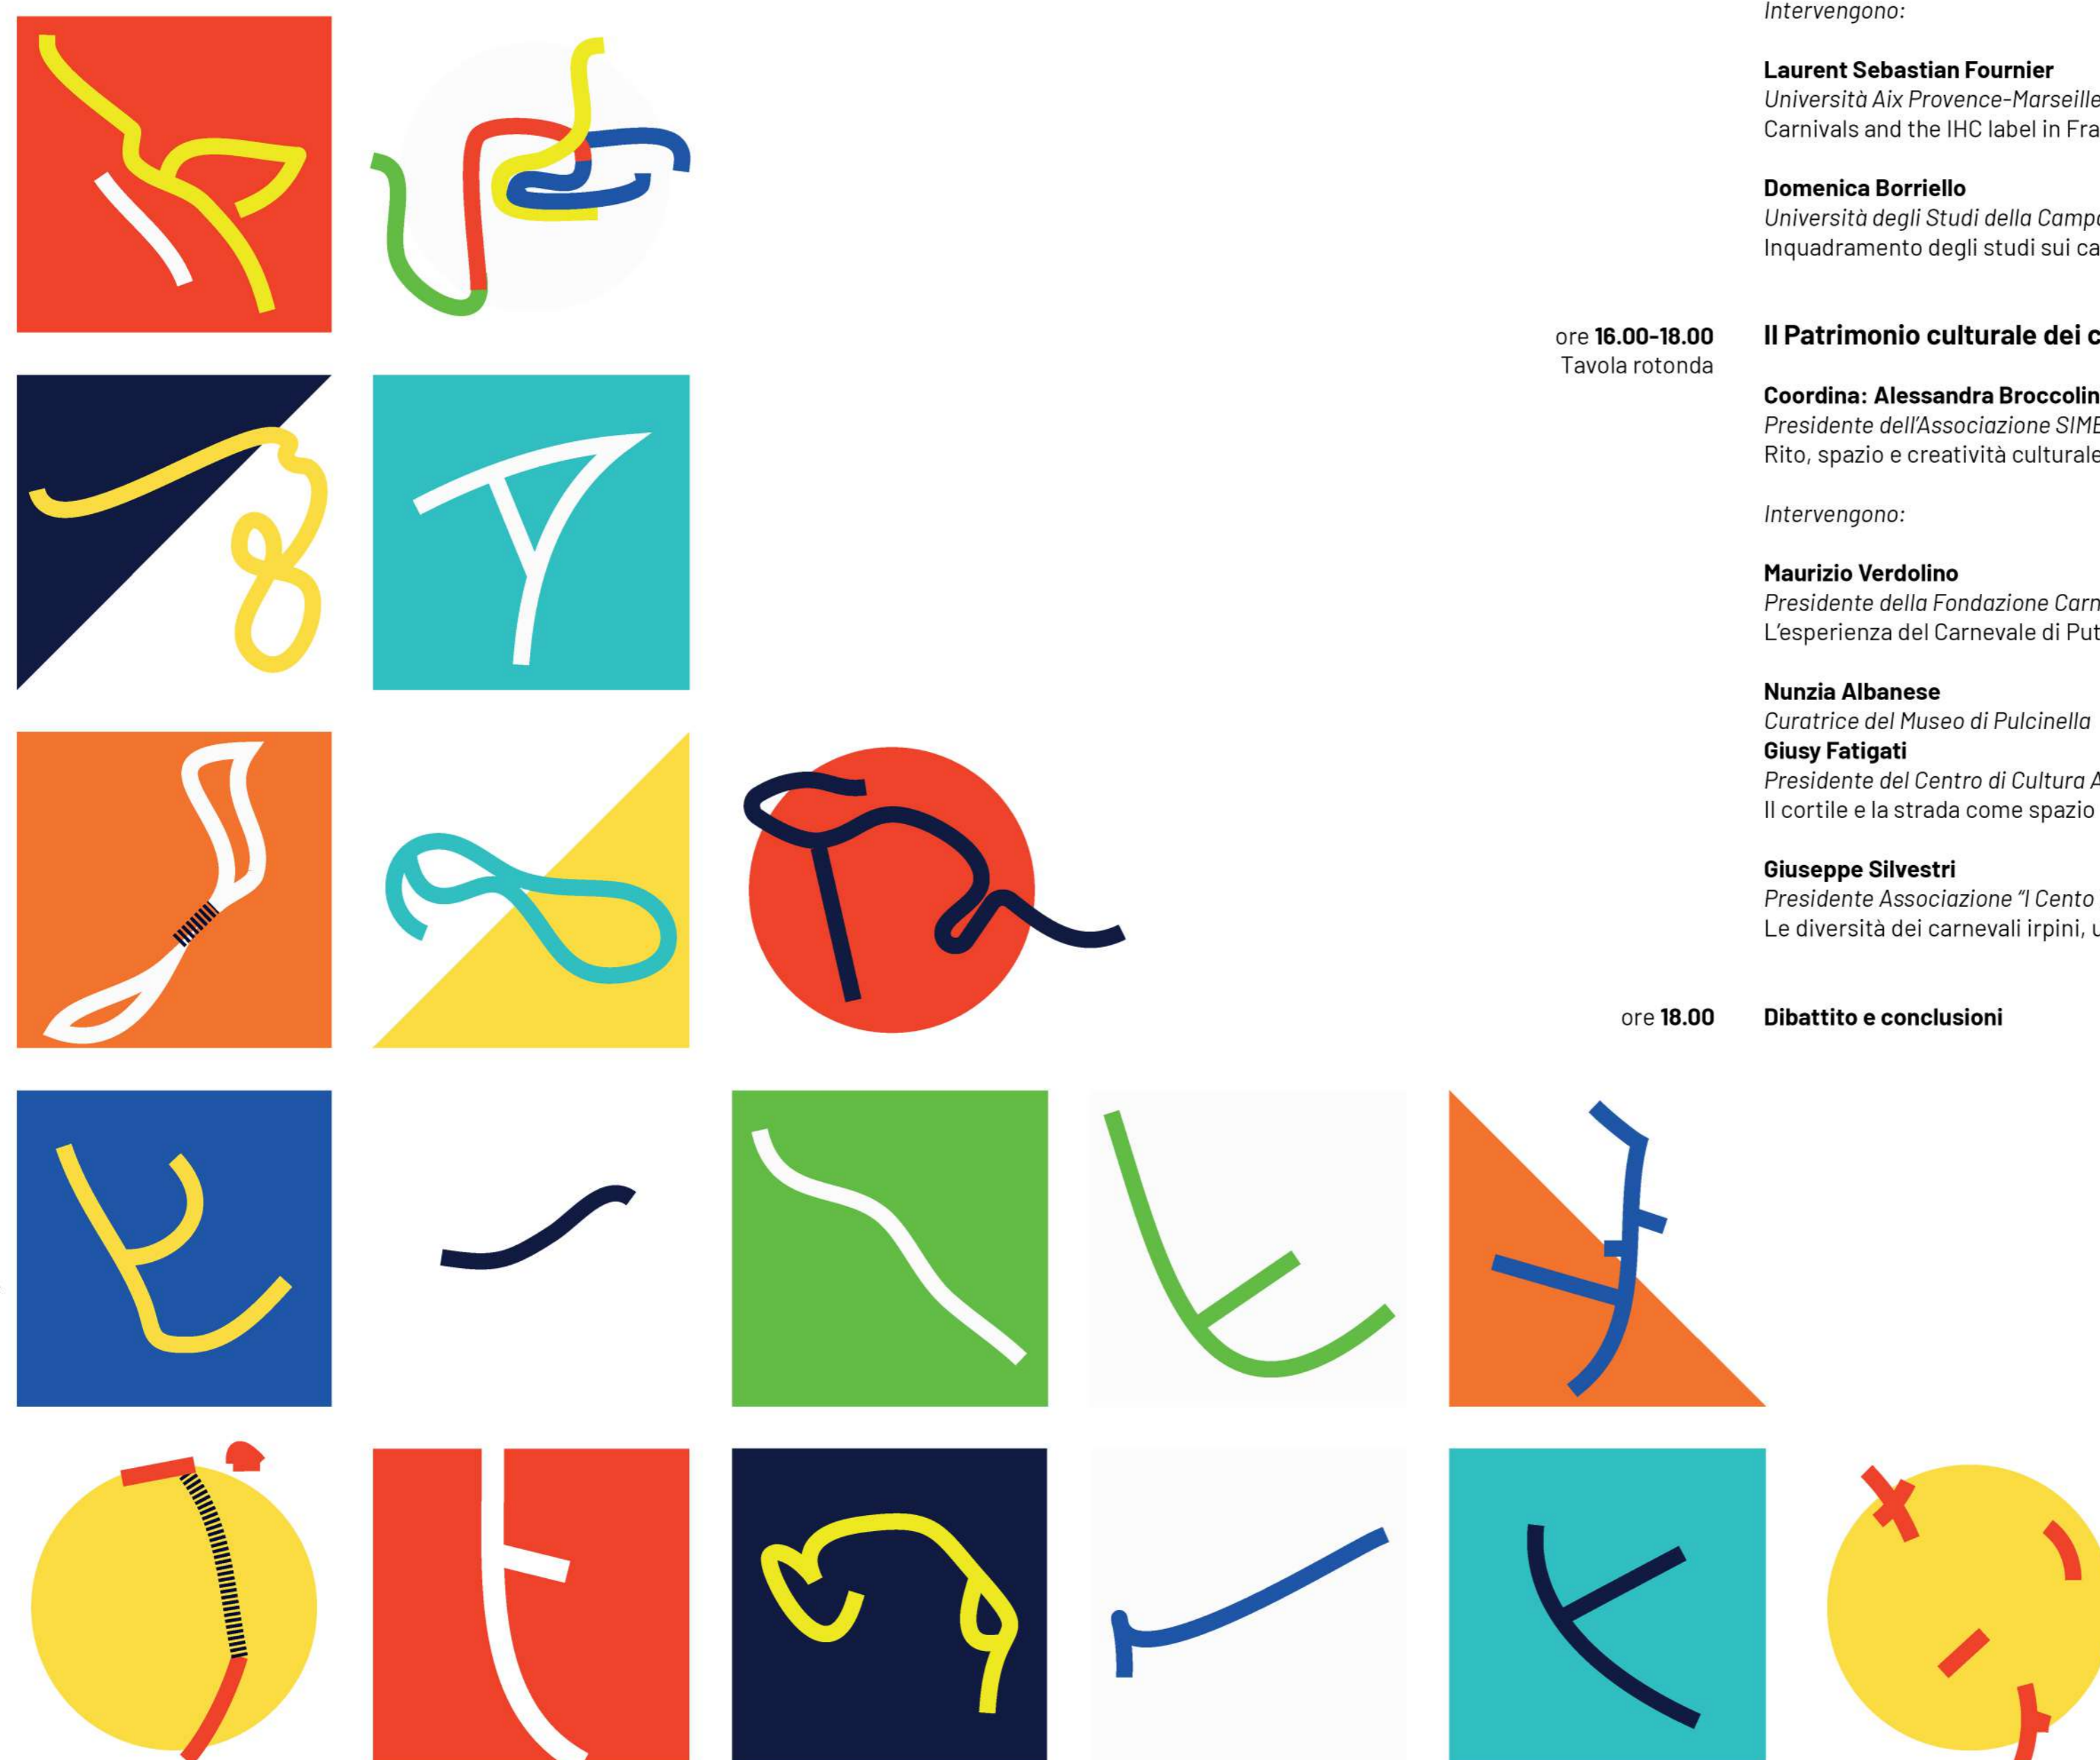 Intervengono:
Laurent Sebastian Fournier
Università Aix Provence-Marseille
Carnivals and the IHC label in Fra
Domenica Borriello
Università degli Studi della Campa
Inquadramento degli studi sui ca
ore 16.00-18.00
Tavola rotonda
Il Patrimonio culturale dei c
Coordina: Alessandra Broccolin
Presidente dell'Associazione SIMB
Rito, spazio e creatività culturale
Intervengono:
Maurizio Verdolino
Presidente della Fondazione Carn
L'esperienza del Carnevale di Put
Nunzia Albanese
Curatrice del Museo di Pulcinella
Giusy Fatigati
Presidente del Centro di Cultura A
Il cortile e la strada come spazio
Giuseppe Silvestri
Presidente Associazione "I Cento
Le diversità dei carnevali irpini, u
ore 18.00
Dibattito e conclusioni